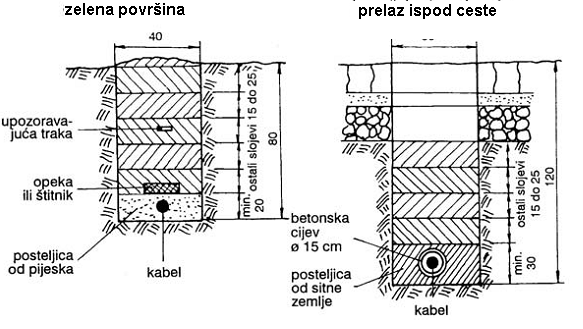 zelena površina
prelaz ispod ceste
40
upozorava-
juća traka
opeka
ili štitnik
posteljica
od pijeska
kabel
min.
20
ostali slojevi 15 do 25
80
betonska
cijev
ø 15 cm
posteljica
od sitne
zemlje
kabel
min.
30
ostali slojevi
15 do 25
120